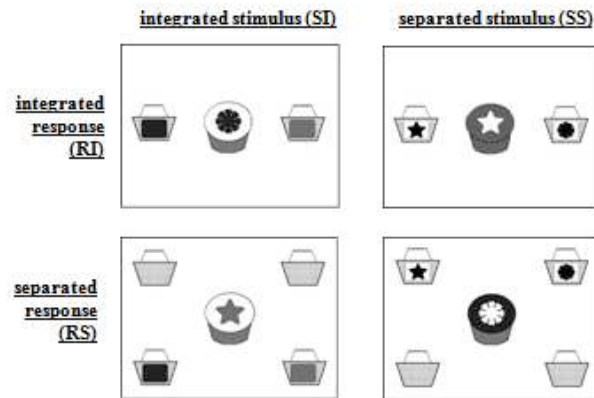 integrated stimulus (SI)
separated stimulus (SS)
integrated
response
(RI)
separated
response
(RS)